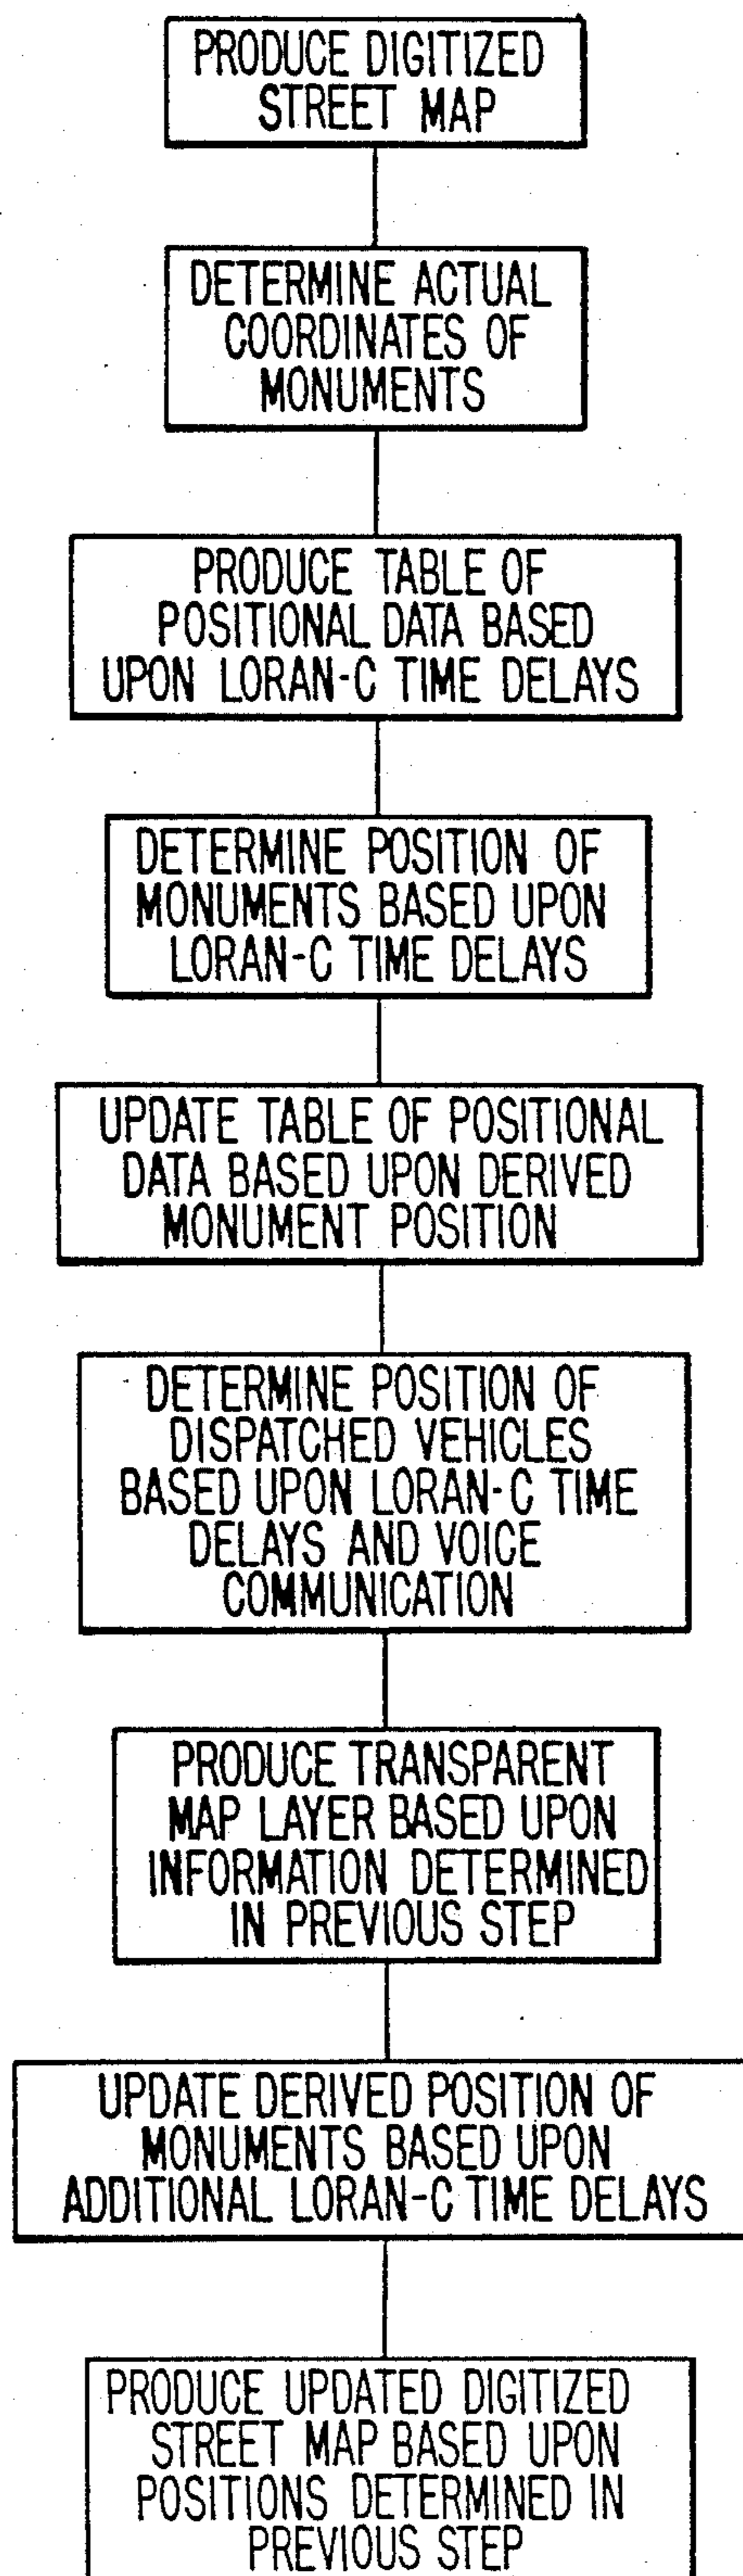 PRODUCE DIGITIZED
STREET MAP
DETERMINE ACTUAL
COORDINATES OF
MONUMENTS
PRODUCE TABLE OF
POSITIONAL DATA BASED
UPON LORAN-C TIME DELAYS
DETERMINE POSITION OF
MONUMENTS BASED UPON
LORAN-C TIME DELAYS
UPDATE TABLE OF POSITIONAL
DATA BASED UPON DERIVED
MONUMENT POSITION
DETERMINE POSITION OF
DISPATCHED VEHICLES
BASED UPON LORAN-C TIME
DELAYS AND VOICE
COMMUNICATION
PRODUCE TRANSPARENT
MAP LAYER BASED UPON
INFORMATION DETERMINED
IN PREVIOUS STEP
UPDATE DERIVED POSITION OF
MONUMENTS BASED UPON
ADDITIONAL LORAN-C TIME DELAYS
PRODUCE UPDATED DIGITIZED
STREET MAP BASED UPON
POSITIONS DETERMINED IN
PREVIOUS STEP